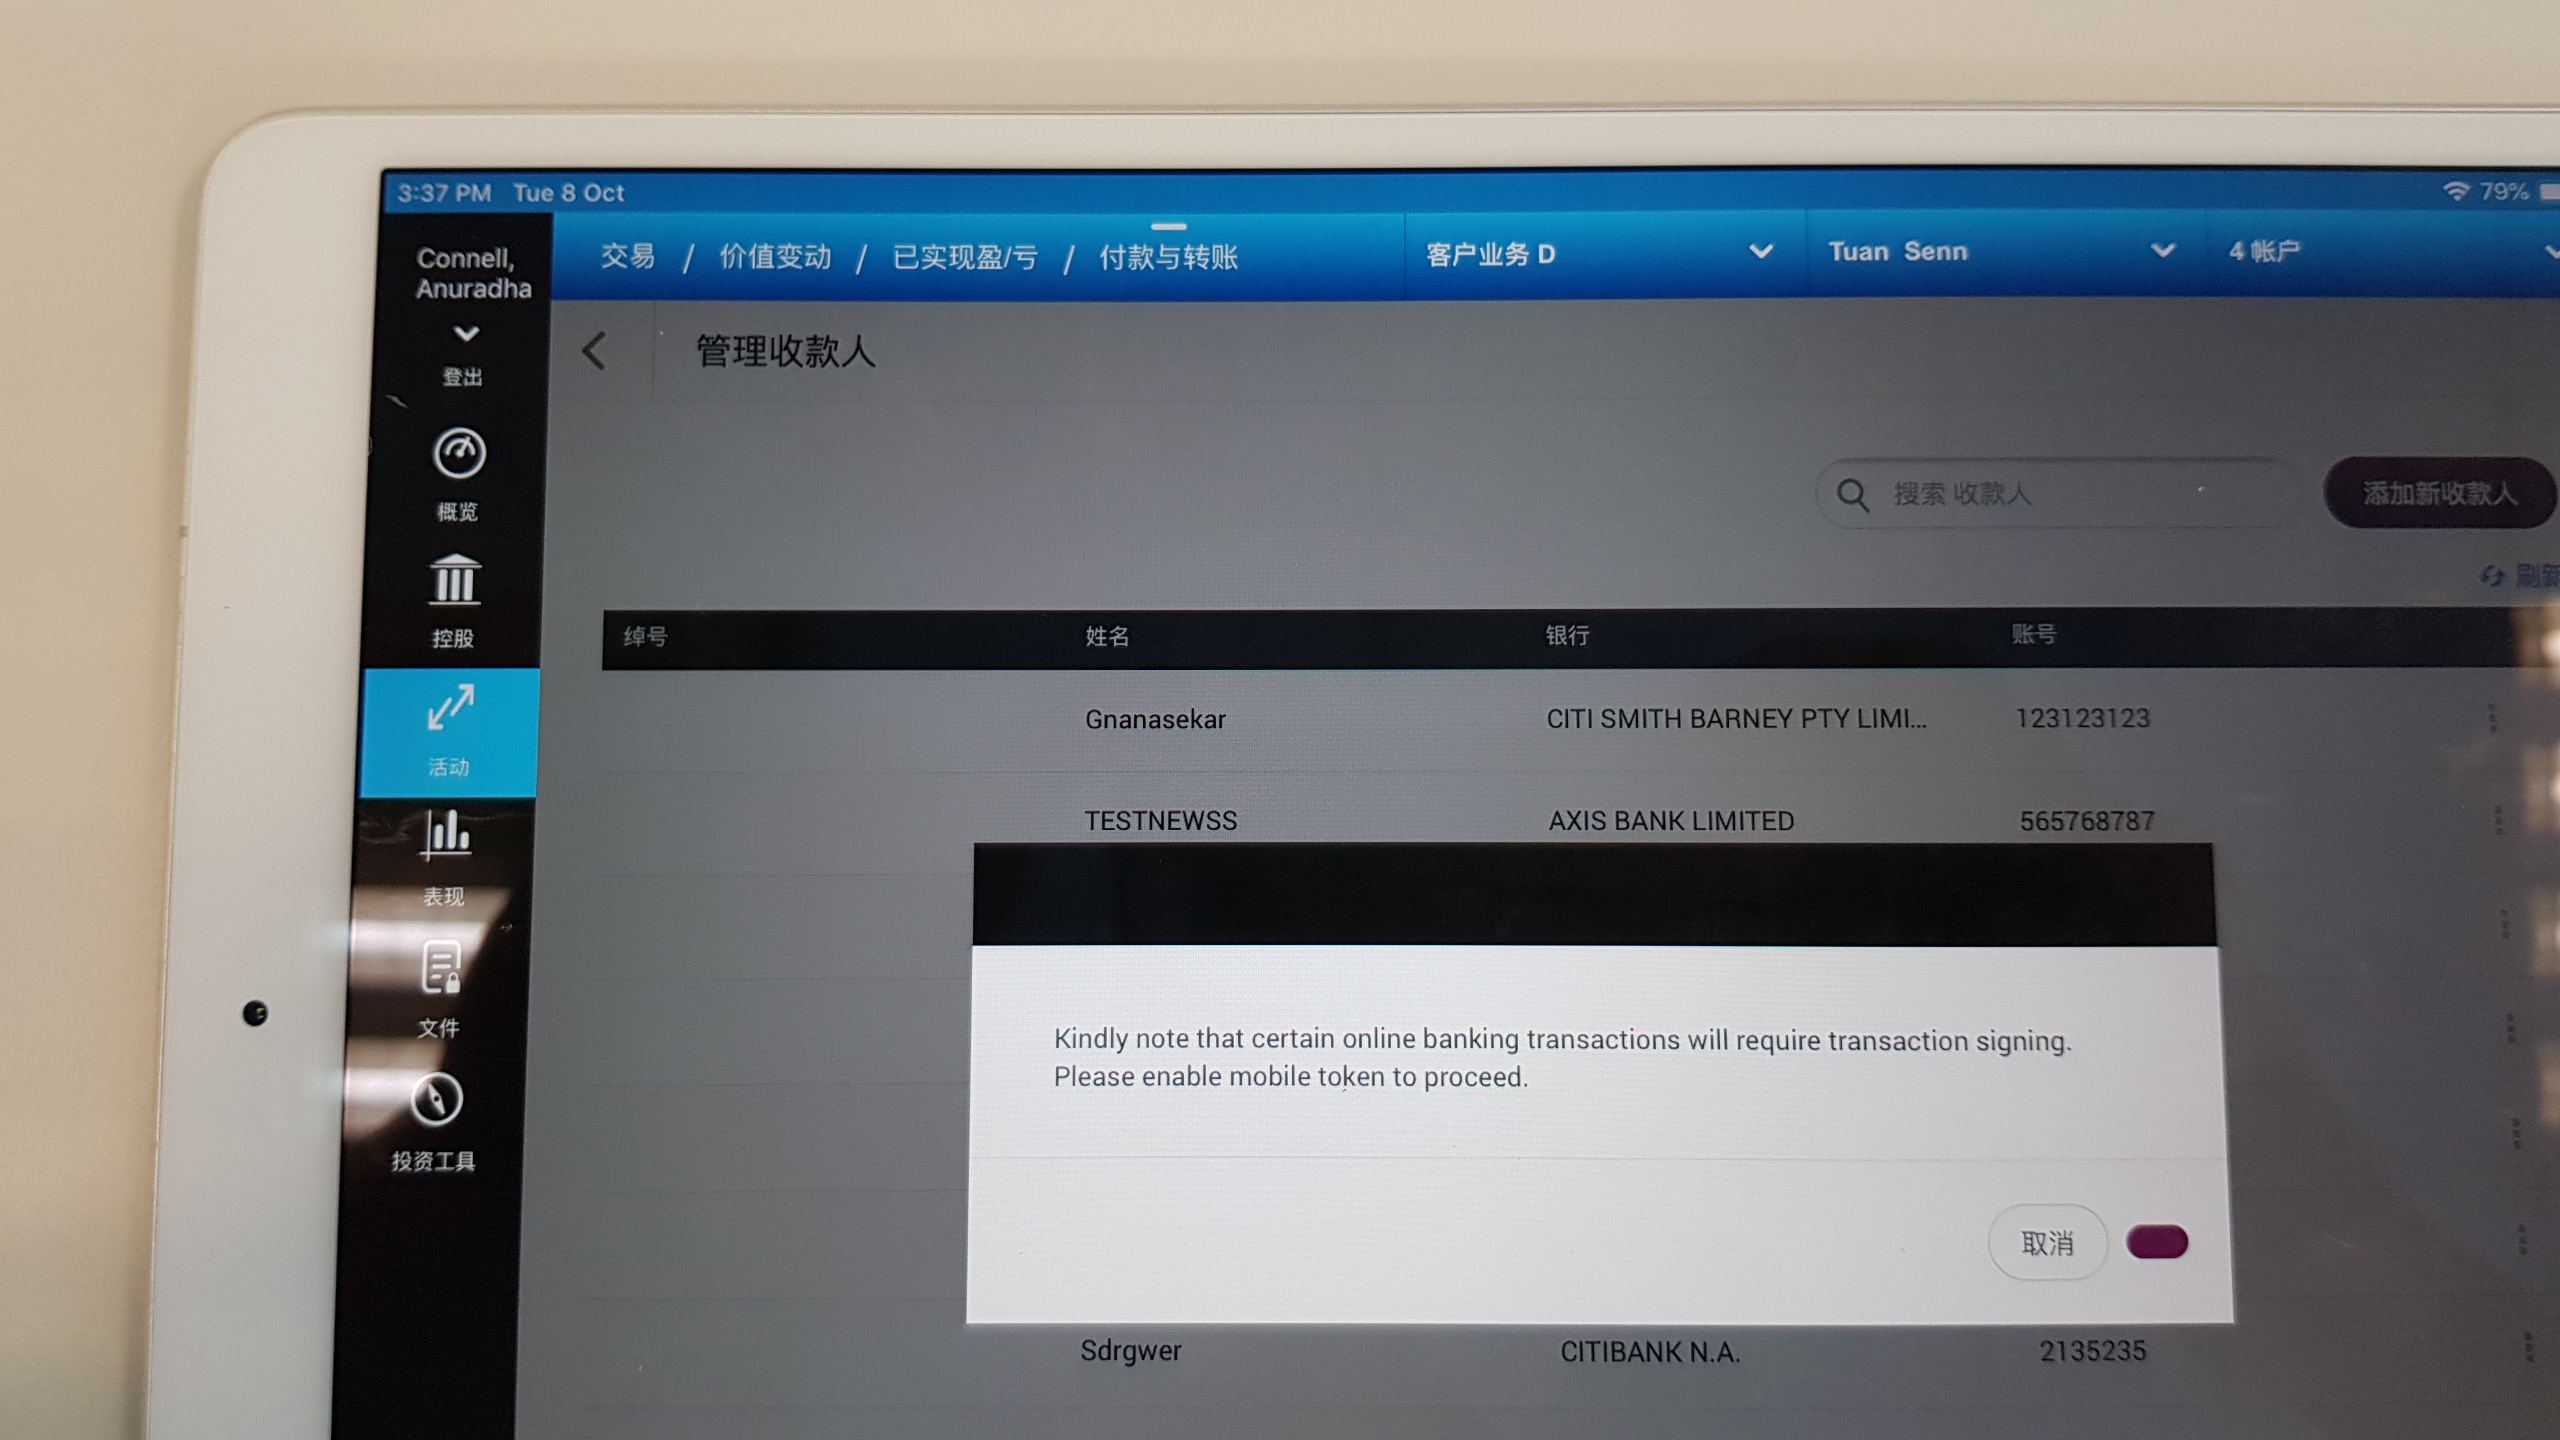 3:37 PM Tue 8 Oct
79%
Connell,
Anuradha
登出
概览
控股
活动
表现
文件
投资工具
交易 / 价值变动 / 已实现盈/亏 / 付款与转账
客户业务 D
Tuan Senn
4 帐户
管理收款人
搜索 收款人
添加新收款人
刷新
绰号 姓名 银行 账号
Gnanasekar CITI SMITH BARNEY PTY LIMI... 123123123
TESTNEWSS AXIS BANK LIMITED 565768787
Kindly note that certain online banking transactions will require transaction signing.
Please enable mobile token to proceed.
取消
Sdrgwer CITIBANK N.A. 2135235